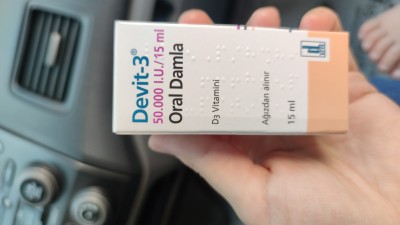 Devit-3®
50.000 I.U./15 ml
Oral Damla
D3 Vitamini
Ağızdan alınır
15 ml